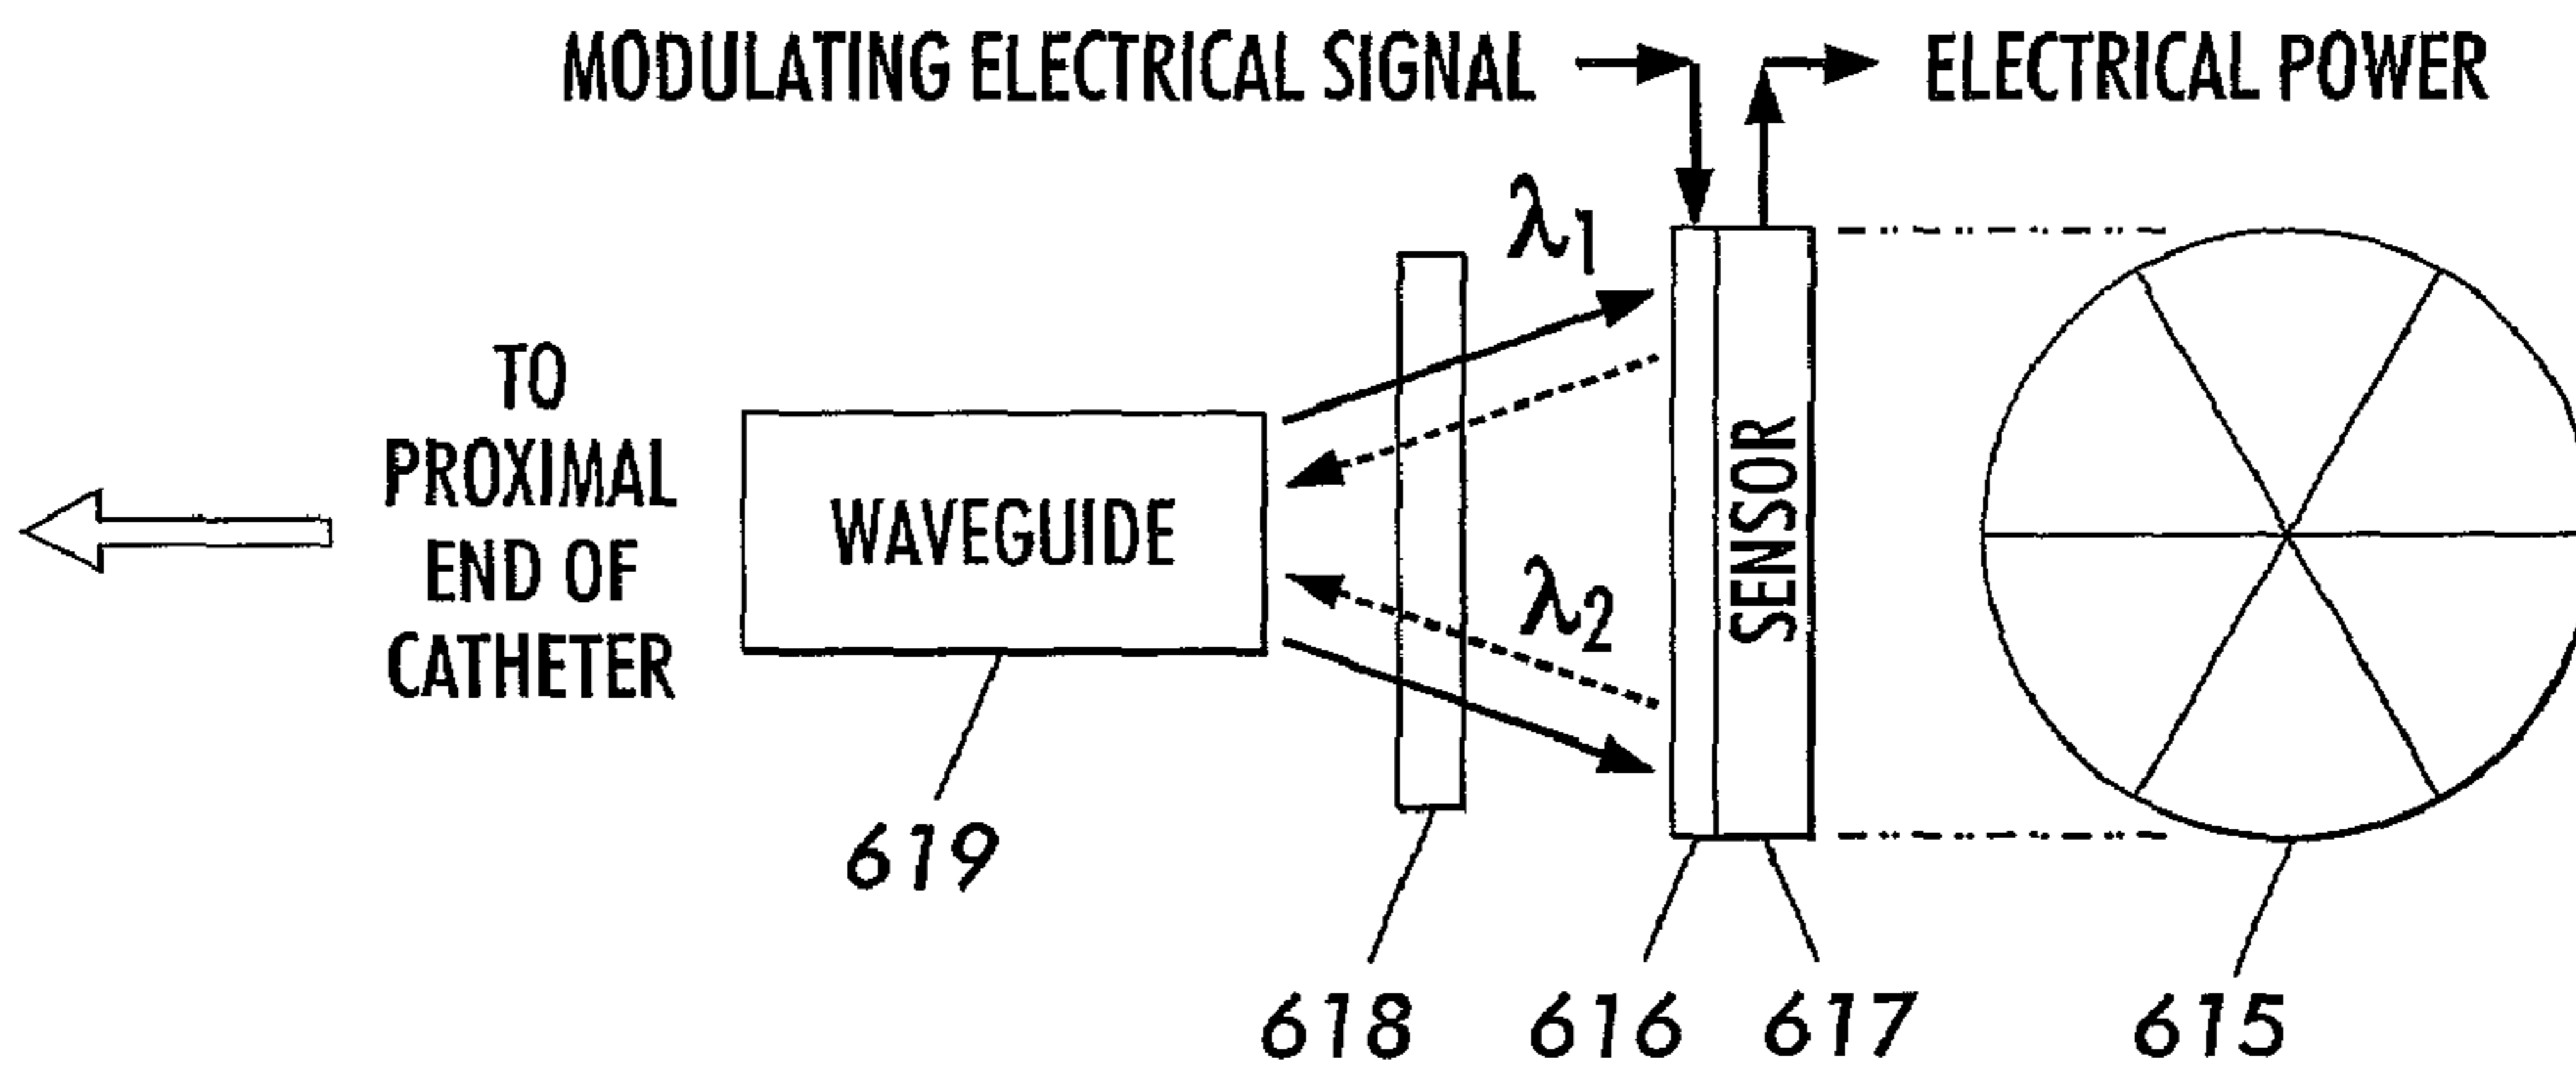 MODULATING ELECTRICAL SIGNAL
ELECTRICAL POWER
λ1
TO
PROXIMAL
END OF
CATHETER
WAVEGUIDE
λ2
SENSOR
619
618
616
617
615